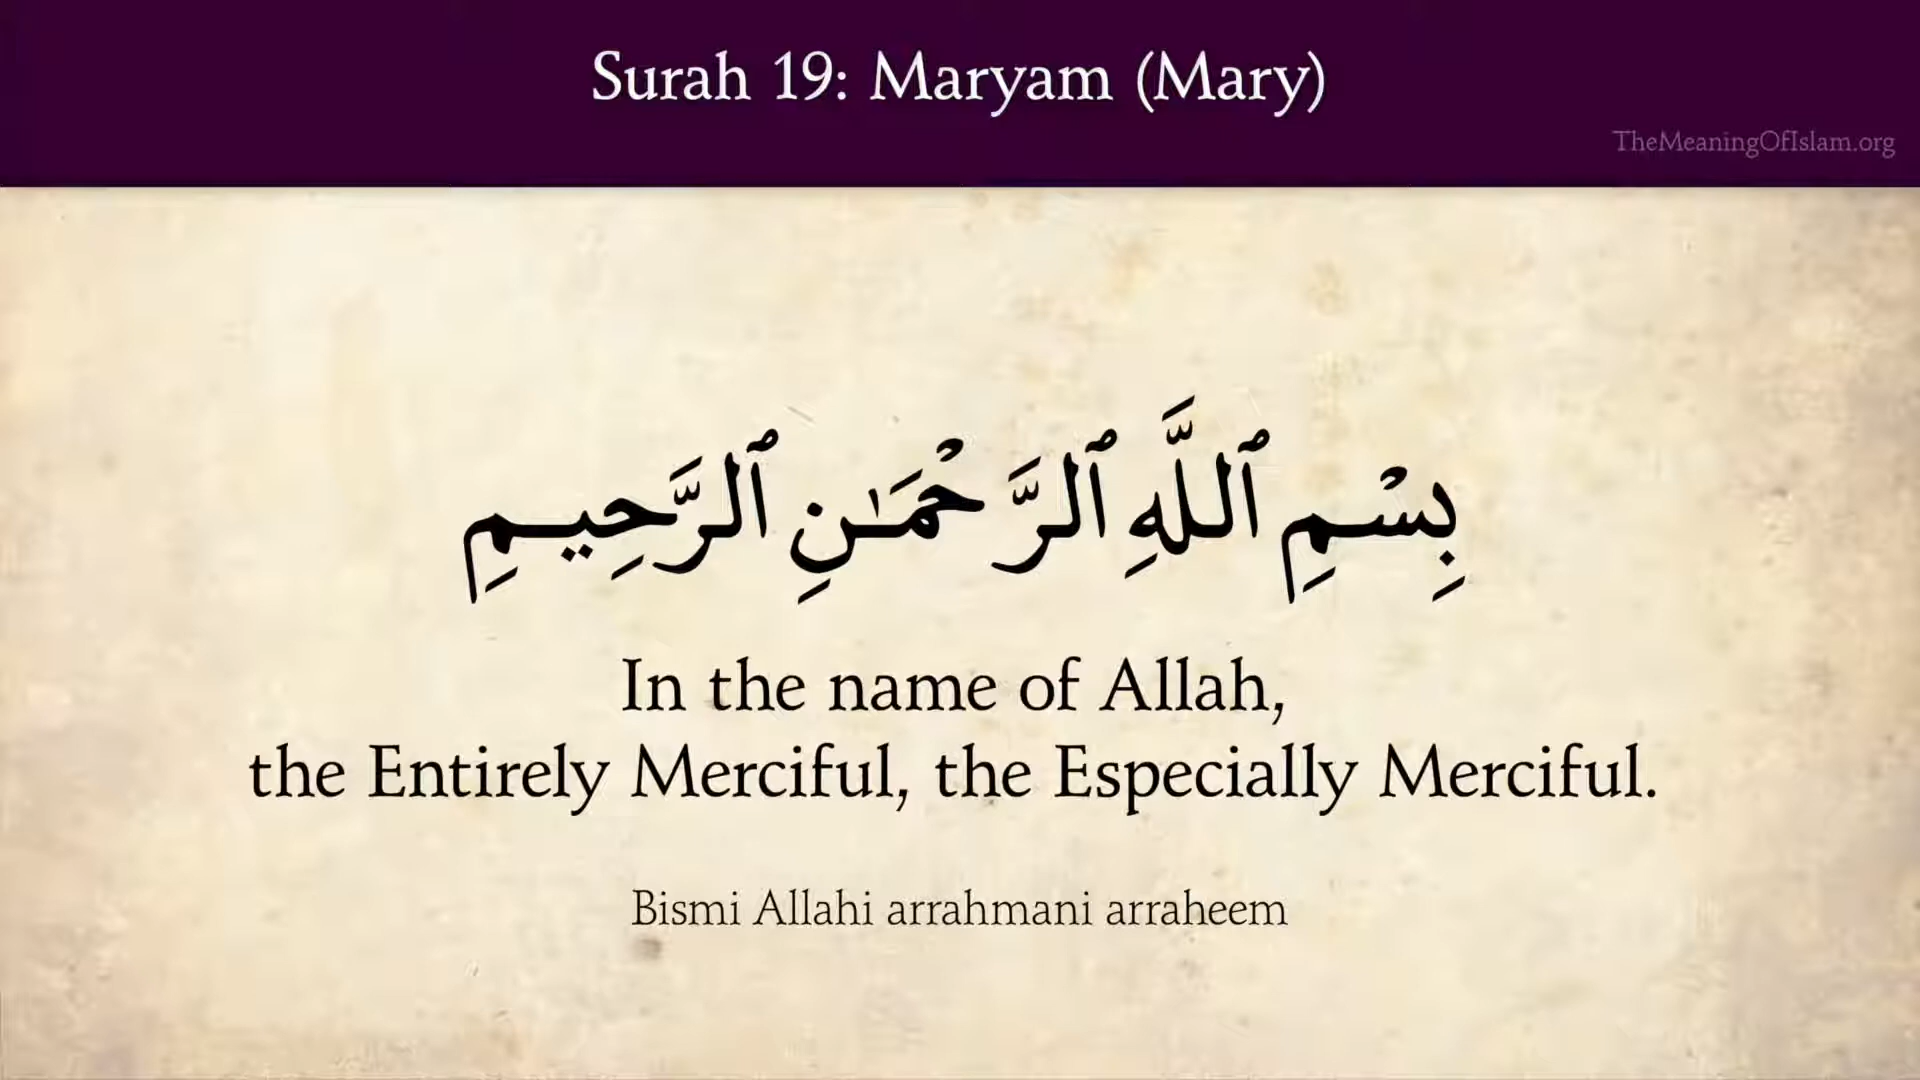 Surah 19: Maryam (Mary)
TheMeaningOfIslam.org
بِسْمِ ٱللَّهِ ٱلرَّحْمَـٰنِ ٱلرَّحِيمِ
In the name of Allah,
the Entirely Merciful, the Especially Merciful.
Bismi Allahi arrahmani arraheem